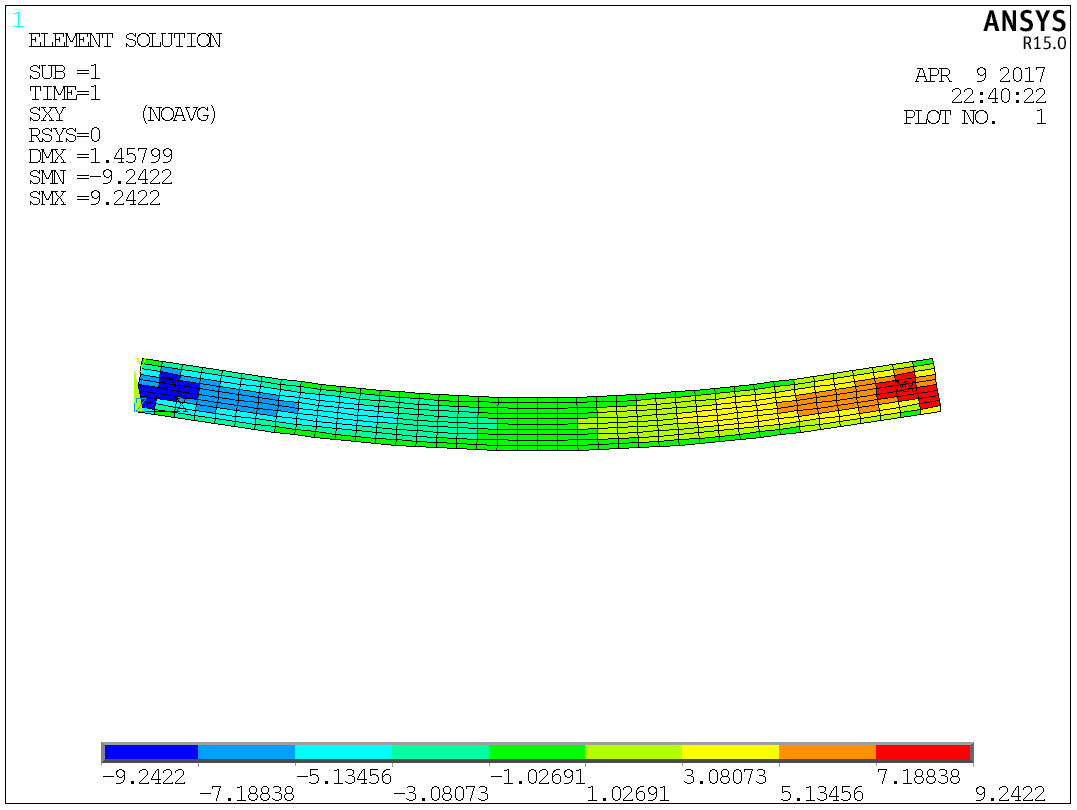 1
ANSYS
R15.0
ELEMENT SOLUTION
SUB =1
TIME=1
SXY (NOAVG)
RSYS=0
DMX =1.45799
SMN =-9.2422
SMX =9.2422
APR 9 2017
22:40:22
PLOT NO. 1
MX
-9.2422 -5.13456 -1.02691 3.08073 7.18838
-7.18838 -3.08073 1.02691 5.13456 9.2422